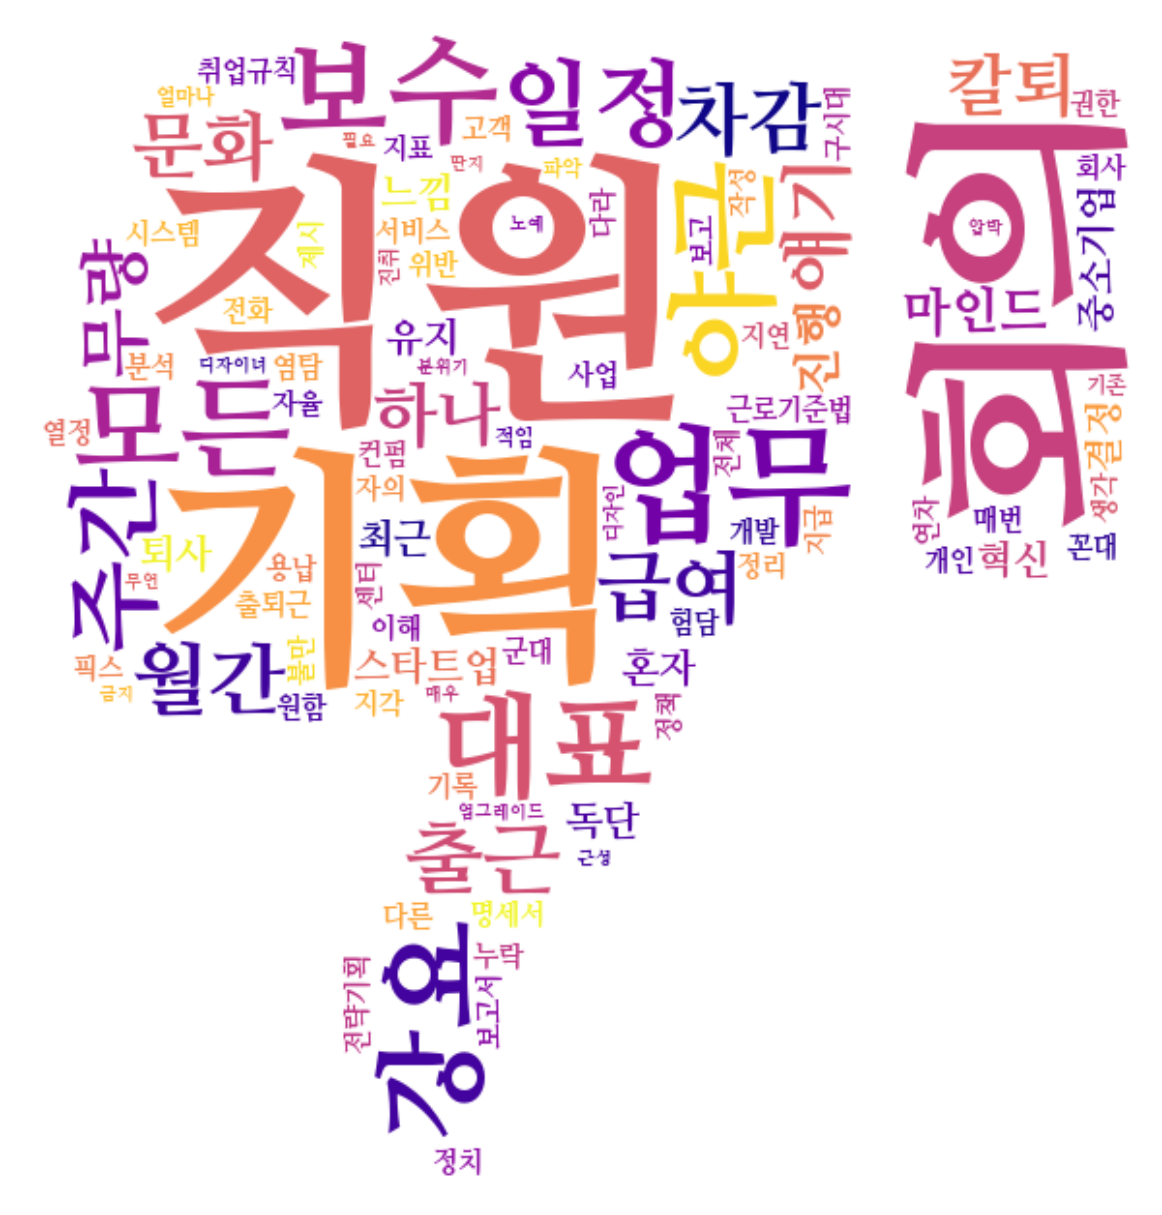 취업규칙
얼마나
보수
일정
차감
구시대
문화
필요
지표
고객
딴지
파악
느낌
직원
노예
다라
야근
작성
보고
얘기
시스템
제시
서비스
위반
진취
무량
전화
유지
분위기
사업
지연
진행
분석
디자이너
염탐
자율
모든
하나
적임
근로기준법
열정
컨펌
자의
기획
업무
전체
디자인
개발
지급
주간
퇴사
무연
용납
출퇴근
최근
센터
이해
급여
정리
험담
픽스
금지
월간
불만
원함
스타트업
지각
매우
군대
혼자
정책
대표
기록
업그레이드
독단
출근
근성
다른
명세서
강요
누락
보고서
전략기획
정치
칼퇴
권한
회의
압박
회사
중소기업
마인드
기존
결정
생각
연차
매번
개인
혁신
꼰대